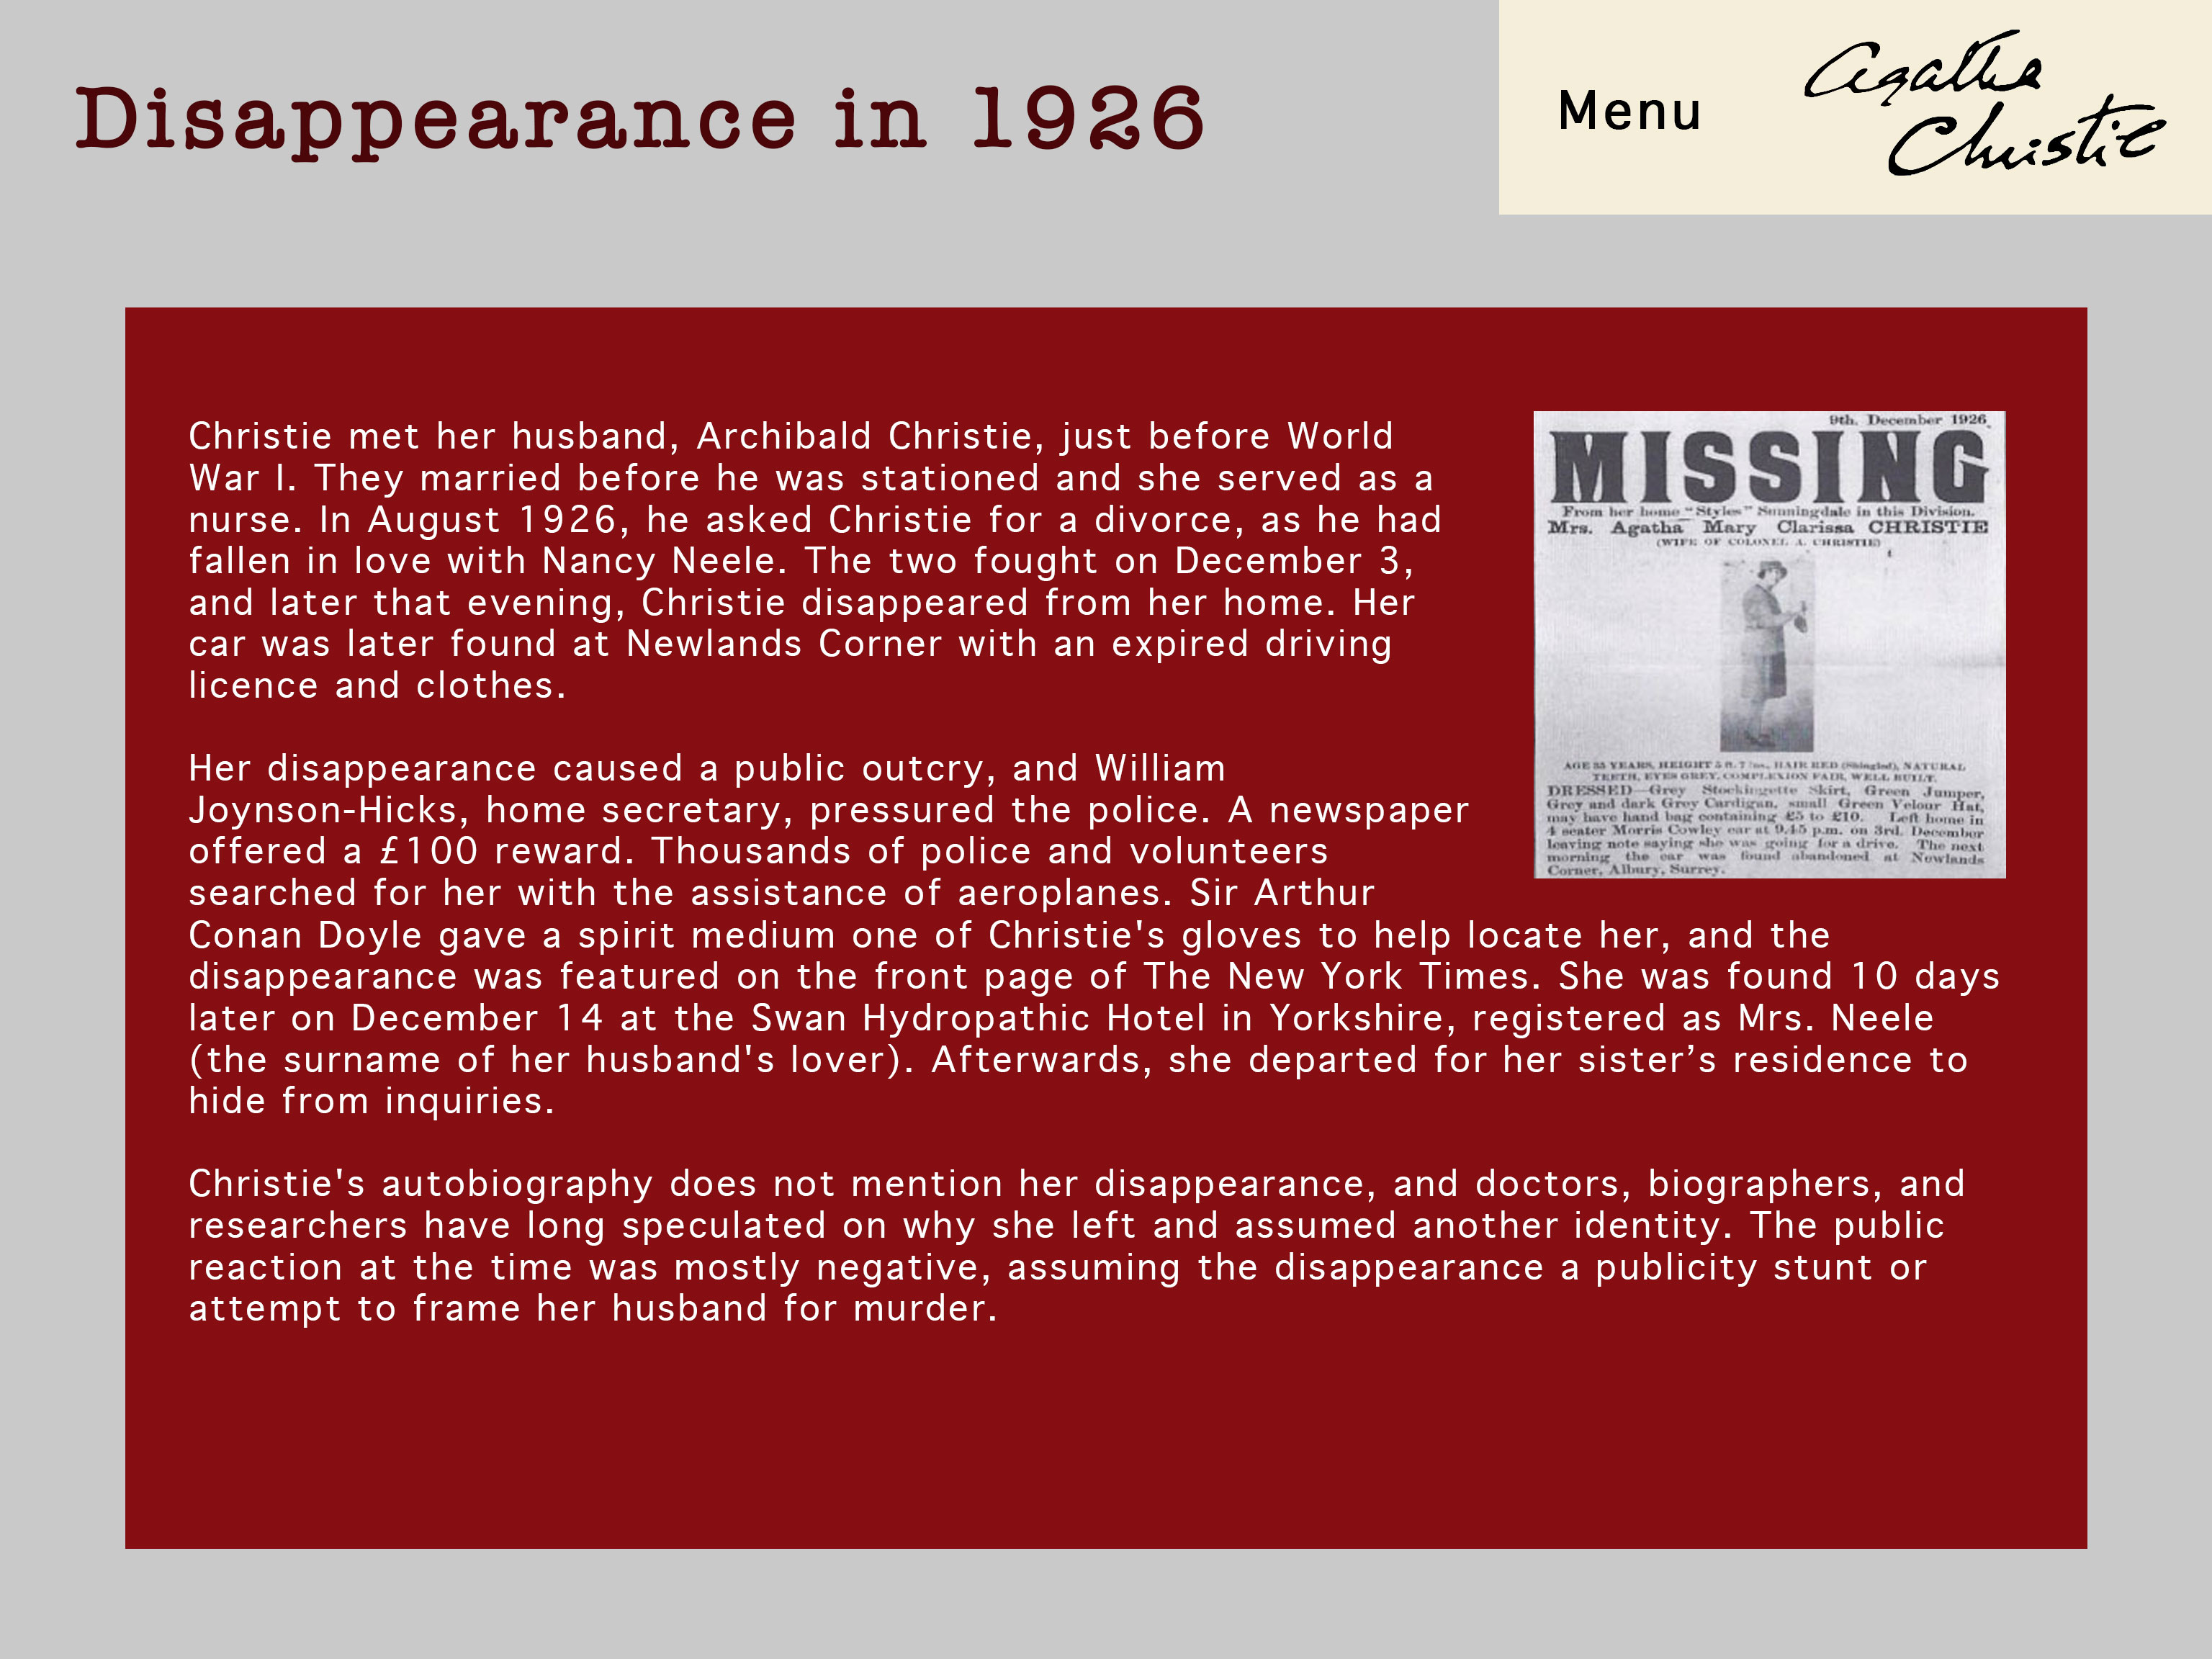 Disappearance in 1926
Menu
Agatha
Christie
Christie met her husband, Archibald Christie, just before World
War I. They married before he was stationed and she served as a
nurse. In August 1926, he asked Christie for a divorce, as he had
fallen in love with Nancy Neele. The two fought on December 3,
and later that evening, Christie disappeared from her home. Her
car was later found at Newlands Corner with an expired driving
licence and clothes.
Her disappearance caused a public outcry, and William
Joynson-Hicks, home secretary, pressured the police. A newspaper
offered a £100 reward. Thousands of police and volunteers
searched for her with the assistance of aeroplanes. Sir Arthur
Conan Doyle gave a spirit medium one of Christie's gloves to help locate her, and the
disappearance was featured on the front page of The New York Times. She was found 10 days
later on December 14 at the Swan Hydropathic Hotel in Yorkshire, registered as Mrs. Neele
(the surname of her husband's lover). Afterwards, she departed for her sister’s residence to
hide from inquiries.
Christie's autobiography does not mention her disappearance, and doctors, biographers, and
researchers have long speculated on why she left and assumed another identity. The public
reaction at the time was mostly negative, assuming the disappearance a publicity stunt or
attempt to frame her husband for murder.
9th. December 1926.
MISSING
From her home "Styles" Sunningdale in this Division.
Mrs. Agatha Mary Clarissa CHRISTIE
(WIFE OF COLONEL A. CHRISTIE)
AGE 35 YEARS, HEIGHT 5 ft. 7 ins., HAIR RED (Shingled), NATURAL
TEETH, EYES GREY, COMPLEXION FAIR, WELL BUILT.
DRESSED—Grey Stockingette Skirt, Green Jumper,
Grey and dark Grey Cardigan, small Green Velour Hat,
may have hand bag containing £5 to £10. Left home in
4 seater Morris Cowley car at 9.45 p.m. on 3rd. December
leaving note saying she was going for a drive. The next
morning the car was found abandoned at Newlands
Corner, Albury, Surrey.